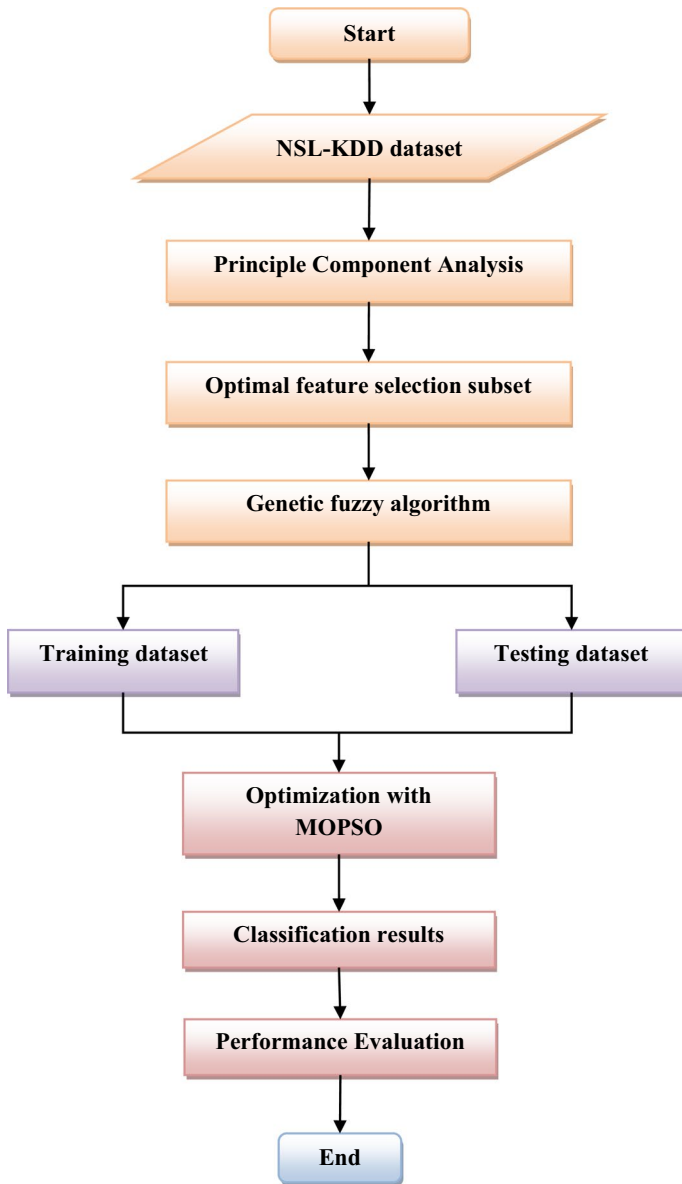 Start
NSL-KDD dataset
Principle Component Analysis
Optimal feature selection subset
Genetic fuzzy algorithm
Training dataset
Testing dataset
Optimization with
MOPSO
Classification results
Performance Evaluation
End